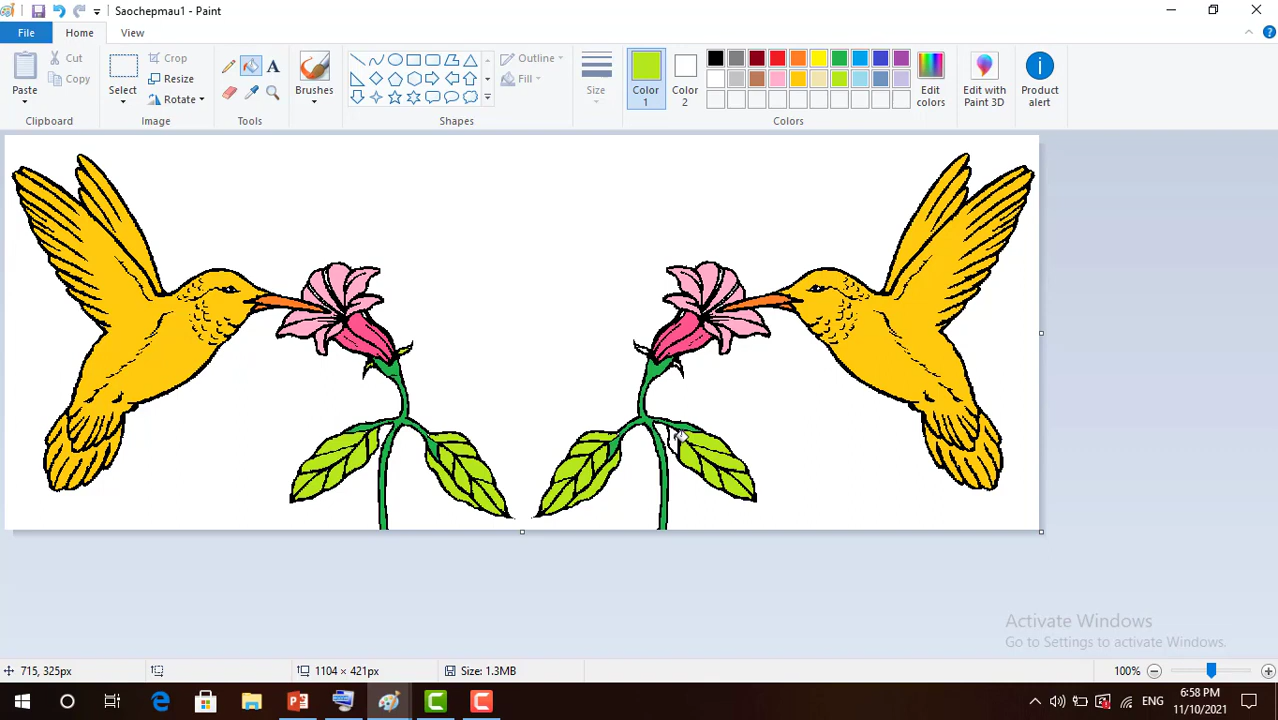 Saochepmau1 - Paint
File Home View
Paste Cut Copy Clipboard
Select Crop Resize Rotate Image
A Tools
Brushes
Outline Fill Shapes
Size
Color 1 Color 2 Edit colors Colors
Edit with Paint 3D
Product alert
Activate Windows
Go to Settings to activate Windows.
715, 325px 1104 × 421px Size: 1.3MB 100%
ENG 6:58 PM 11/10/2021